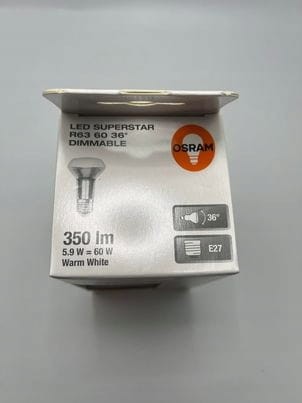 LED SUPERSTAR
R63 60 36°
DIMMABLE
OSRAM
350 lm
5.9 W = 60 W
Warm White
36°
E27